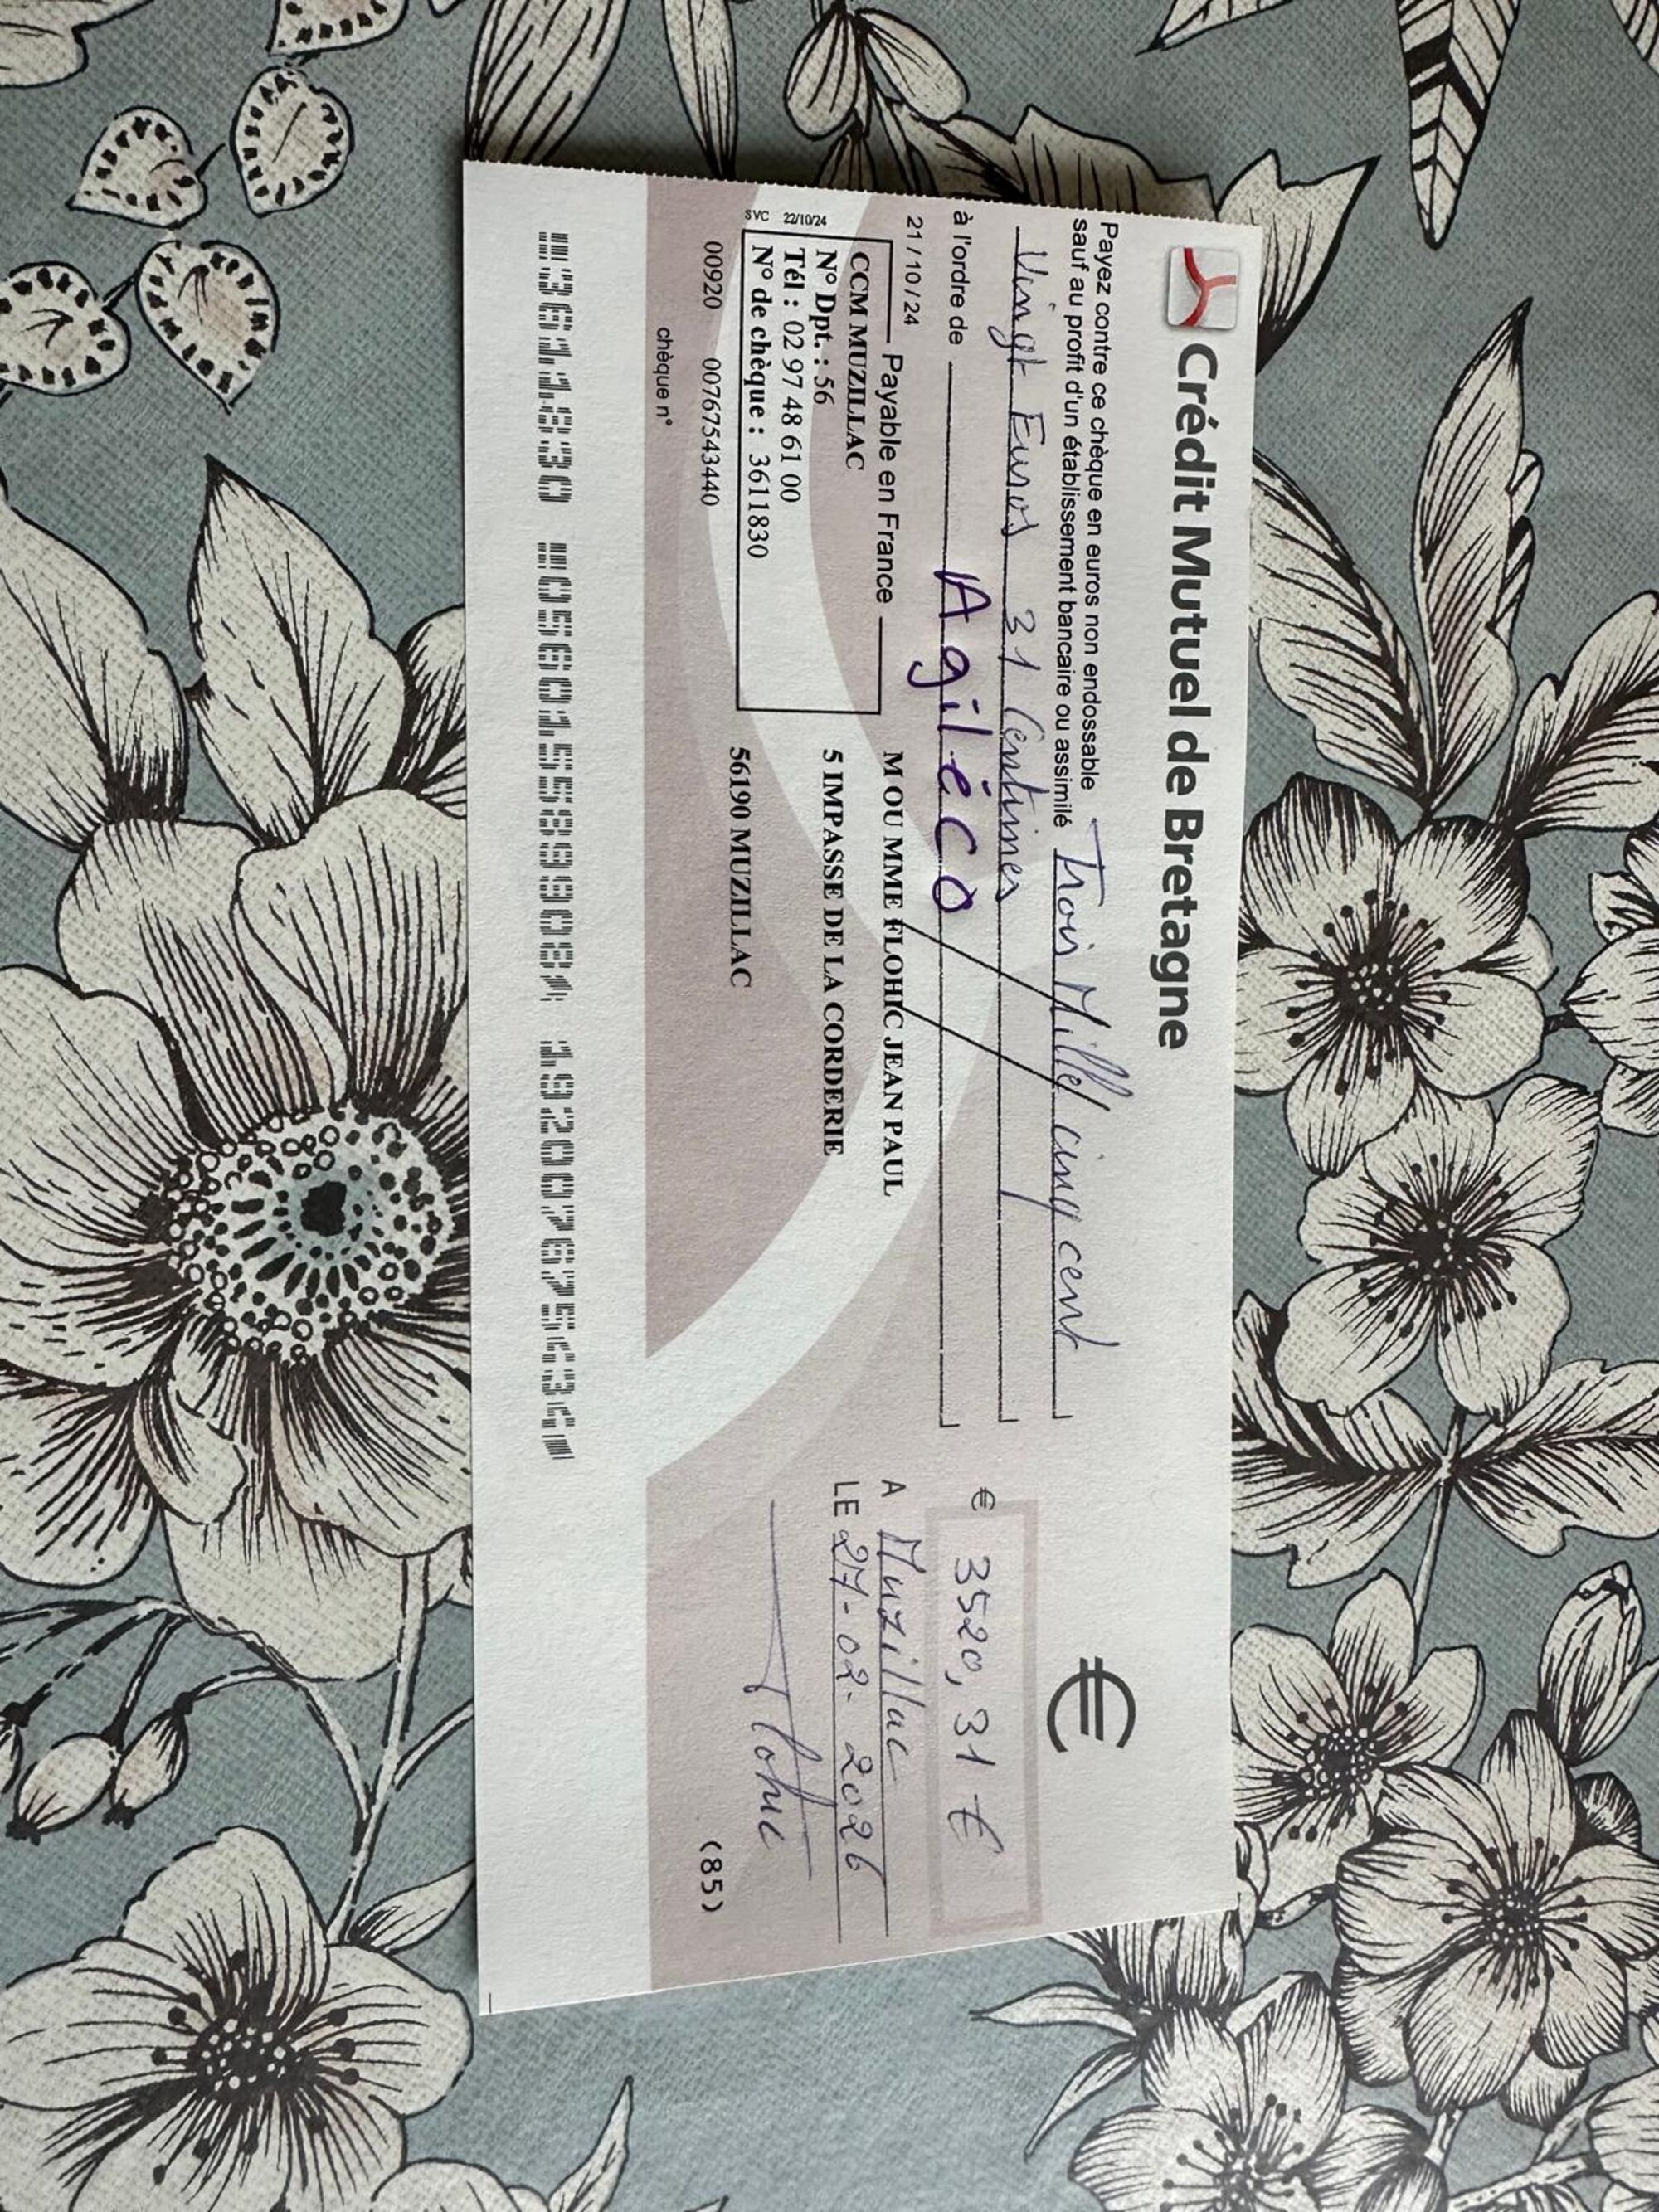 Crédit Mutuel de Bretagne
€
Payez contre ce chèque en euros non endossable
sauf au profit d'un établissement bancaire ou assimilé
Trois Mille cinq cent
Vingt Euros 31 Centimes
à l'ordre de Agiléco
€ 3520,31 €
21/10/24
Payable en France
CCM MUZILLAC
N° Dpt. : 56
Tél : 02 97 48 61 00
N° de chèque : 3611830
SVC 22/10/24
M OU MME FLOHIC JEAN PAUL
5 IMPASSE DE LA CORDERIE
56190 MUZILLAC
A Muzillac
LE 27-02-2026
Flohic
00920 00767543440
(85)
chèque n°
3611830